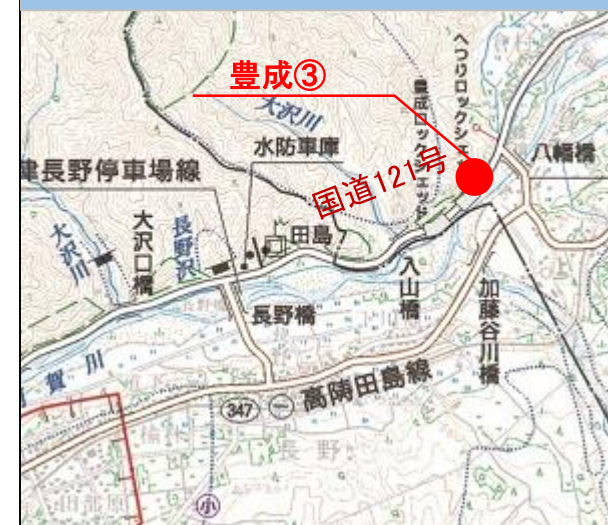 豊成③
大沢川
へつりロックシェッ
豊成ロックシェッド
水防車庫
国道121号
八幡橋
津長野停車場線
大沢川
大沢口橋
長野沢
田島
長野橋
入山橋
加藤谷川橋
賀川
347
高陦田島線
長野
小